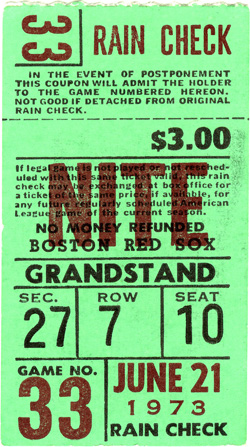 33
RAIN CHECK
IN THE EVENT OF POSTPONEMENT
THIS COUPON WILL ADMIT THE HOLDER
TO THE GAME NUMBERED HEREON.
NOT GOOD IF DETACHED FROM ORIGINAL
RAIN CHECK.
$3.00
If legal game is not played or not resched-
uled with this same ticket valid, this rain
check may be exchanged at box office for
a ticket of the same price, if available, for
any future regularly scheduled American
League game of the current season.
NITE
NO MONEY REFUNDED
BOSTON RED SOX
GRANDSTAND
SEC. ROW SEAT
27 7 10
GAME NO.
33
JUNE 21
1973
RAIN CHECK